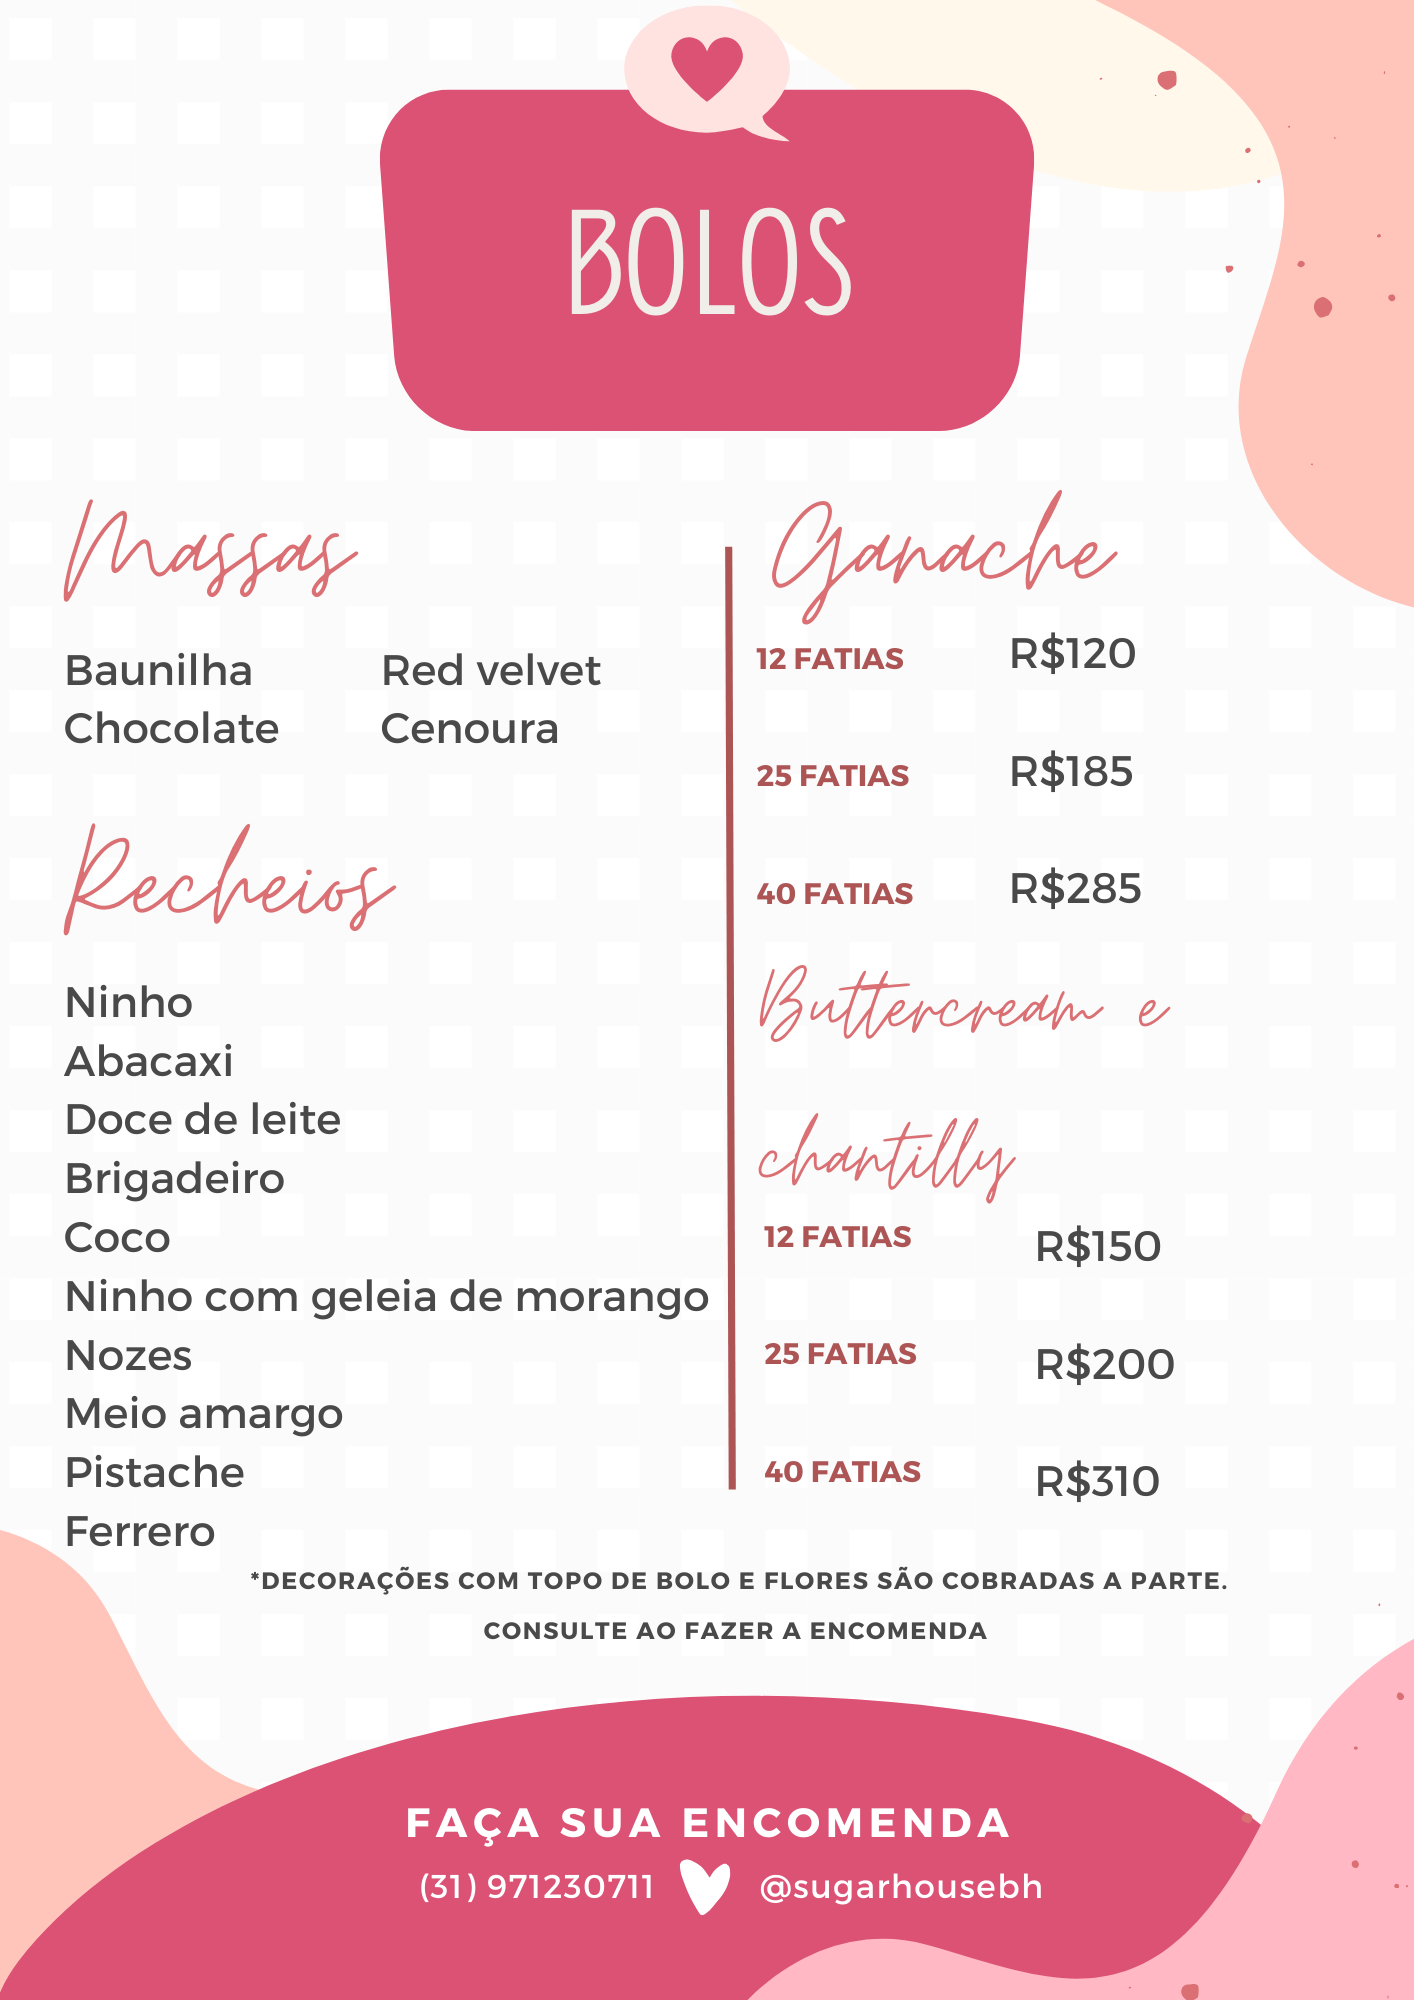 BOLOS
Massas
Baunilha
Chocolate
Red velvet
Cenoura
Recheios
Ninho
Abacaxi
Doce de leite
Brigadeiro
Coco
Ninho com geleia de morango
Nozes
Meio amargo
Pistache
Ferrero
Ganache
12 FATIAS R$120
25 FATIAS R$185
40 FATIAS R$285
Buttercream e
chantilly
12 FATIAS R$150
25 FATIAS R$200
40 FATIAS R$310
*DECORAÇÕES COM TOPO DE BOLO E FLORES SÃO COBRADAS A PARTE.
CONSULTE AO FAZER A ENCOMENDA
FAÇA SUA ENCOMENDA
(31) 971230711 @sugarhousebh